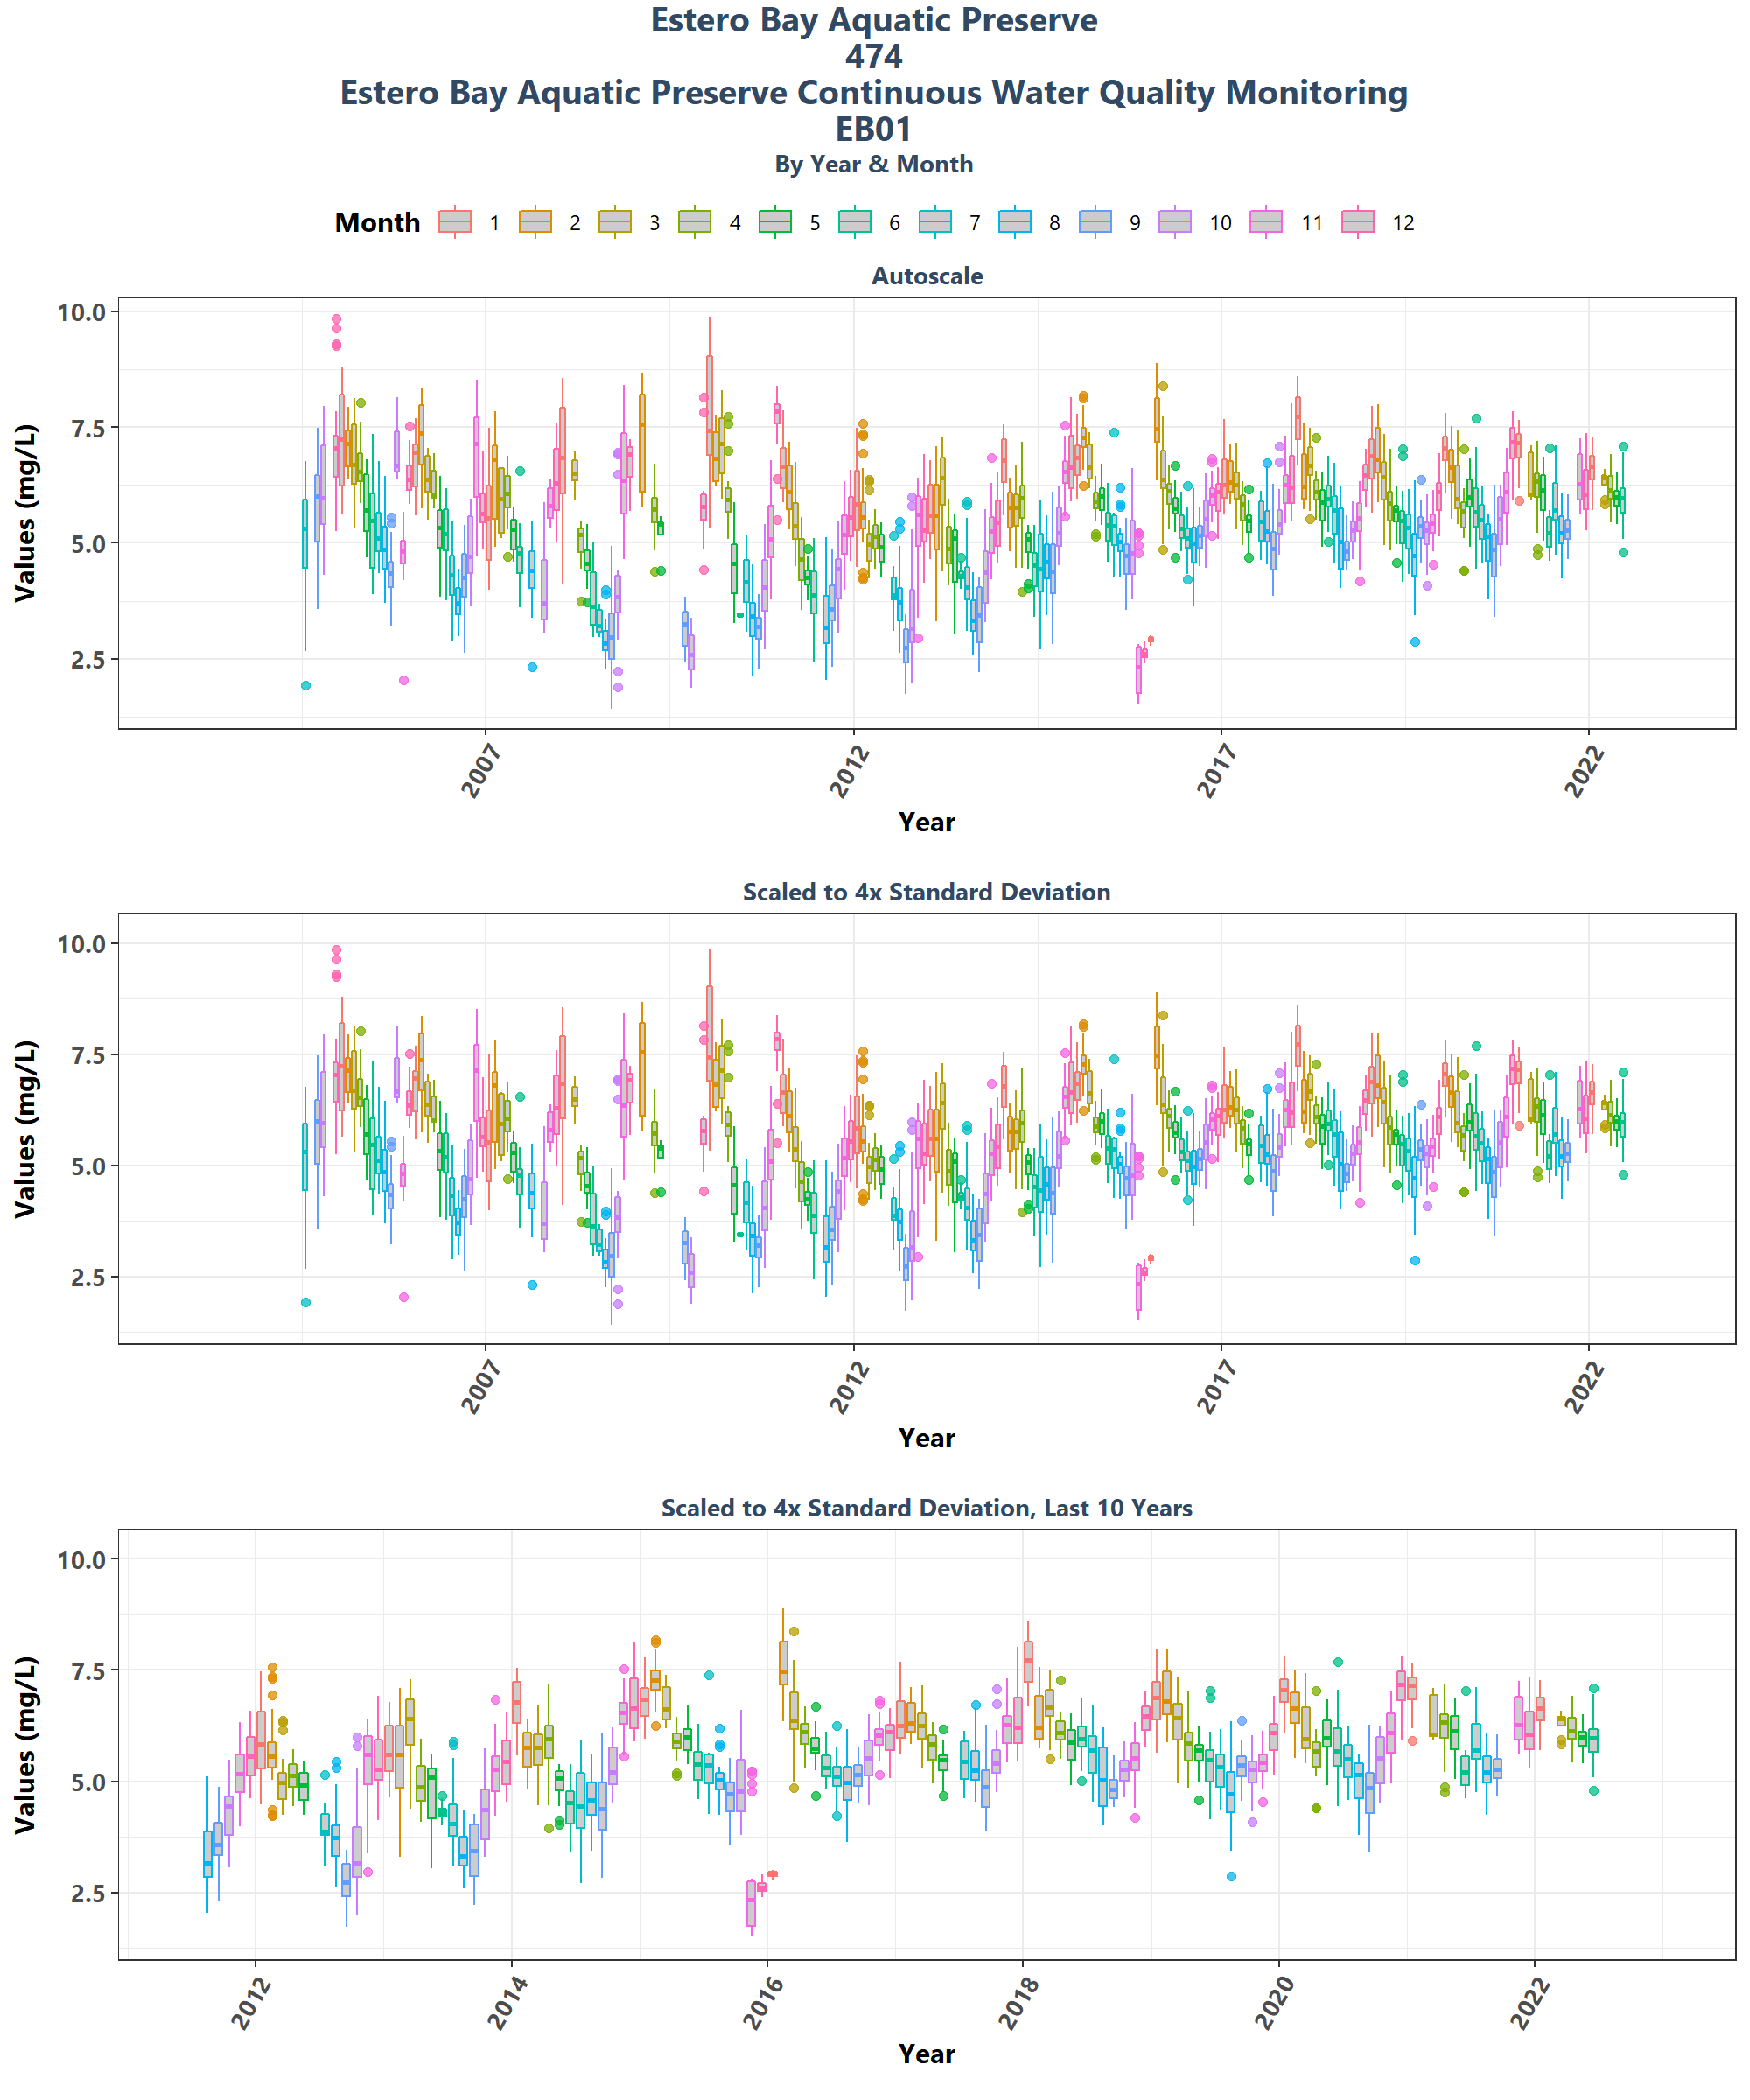 Estero Bay Aquatic Preserve
474
Estero Bay Aquatic Preserve Continuous Water Quality Monitoring
EB01
By Year & Month
Month 1 2 3 4 5 6 7 8 9 10 11 12
Autoscale
Values (mg/L)
10.0
7.5
5.0
2.5
2007 2012 2017 2022
Year
Scaled to 4x Standard Deviation
Values (mg/L)
10.0
7.5
5.0
2.5
2007 2012 2017 2022
Year
Scaled to 4x Standard Deviation, Last 10 Years
Values (mg/L)
10.0
7.5
5.0
2.5
2012 2014 2016 2018 2020 2022
Year